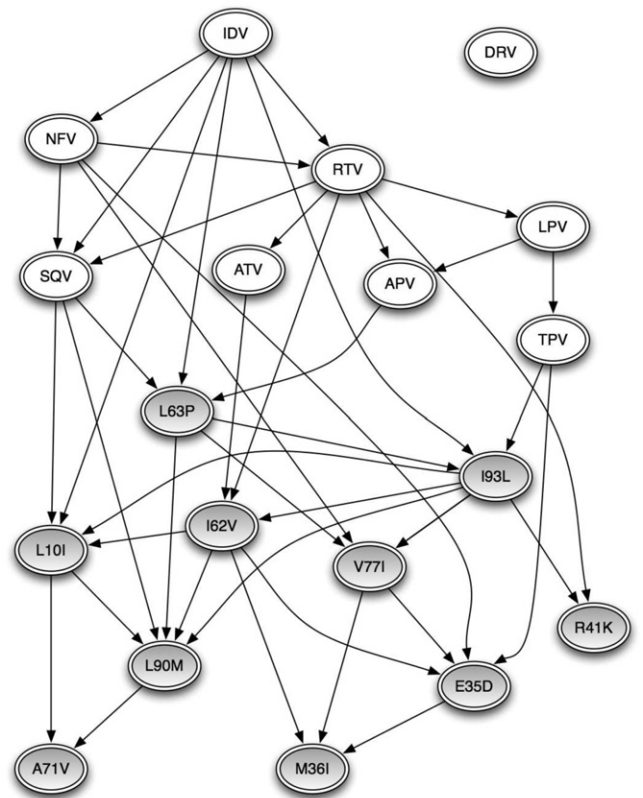 IDV
DRV
NFV
RTV
LPV
SQV
ATV
APV
TPV
L63P
I93L
I62V
L10I
V77I
R41K
L90M
E35D
A71V
M36I